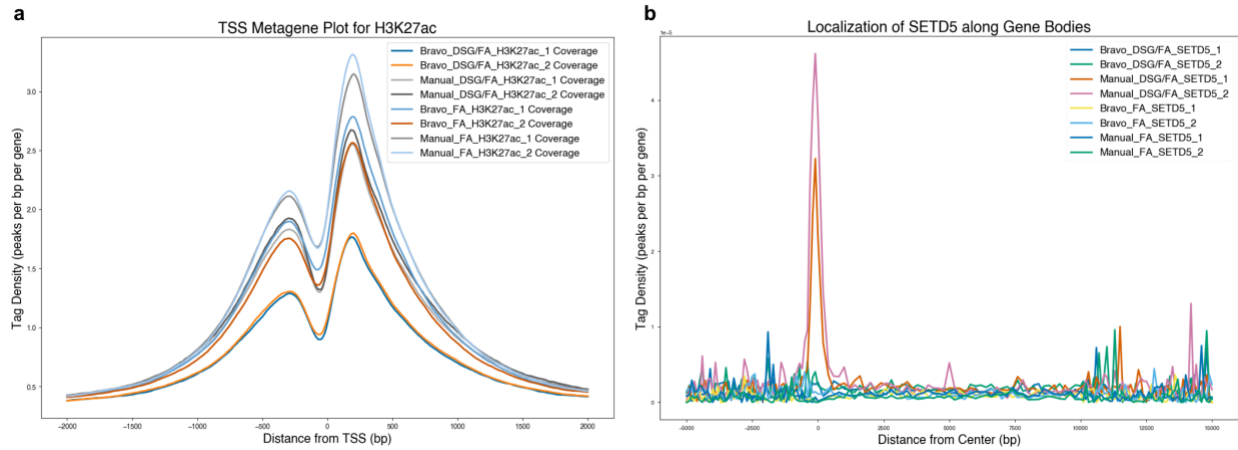 a
TSS Metagene Plot for H3K27ac
Tag Density (peaks per bp per gene)
3.0
2.5
2.0
1.5
1.0
0.5
Bravo_DSG/FA_H3K27ac_1 Coverage
Bravo_DSG/FA_H3K27ac_2 Coverage
Manual_DSG/FA_H3K27ac_1 Coverage
Manual_DSG/FA_H3K27ac_2 Coverage
Bravo_FA_H3K27ac_1 Coverage
Bravo_FA_H3K27ac_2 Coverage
Manual_FA_H3K27ac_1 Coverage
Manual_FA_H3K27ac_2 Coverage
-2000 -1500 -1000 -500 0 500 1000 1500 2000
Distance from TSS (bp)
b
Localization of SETD5 along Gene Bodies
1e-5
Tag Density (peaks per bp per gene)
4
3
2
1
0
Bravo_DSG/FA_SETD5_1
Bravo_DSG/FA_SETD5_2
Manual_DSG/FA_SETD5_1
Manual_DSG/FA_SETD5_2
Bravo_FA_SETD5_1
Bravo_FA_SETD5_2
Manual_FA_SETD5_1
Manual_FA_SETD5_2
-5000 -2500 0 2500 5000 7500 10000 12500 15000
Distance from Center (bp)